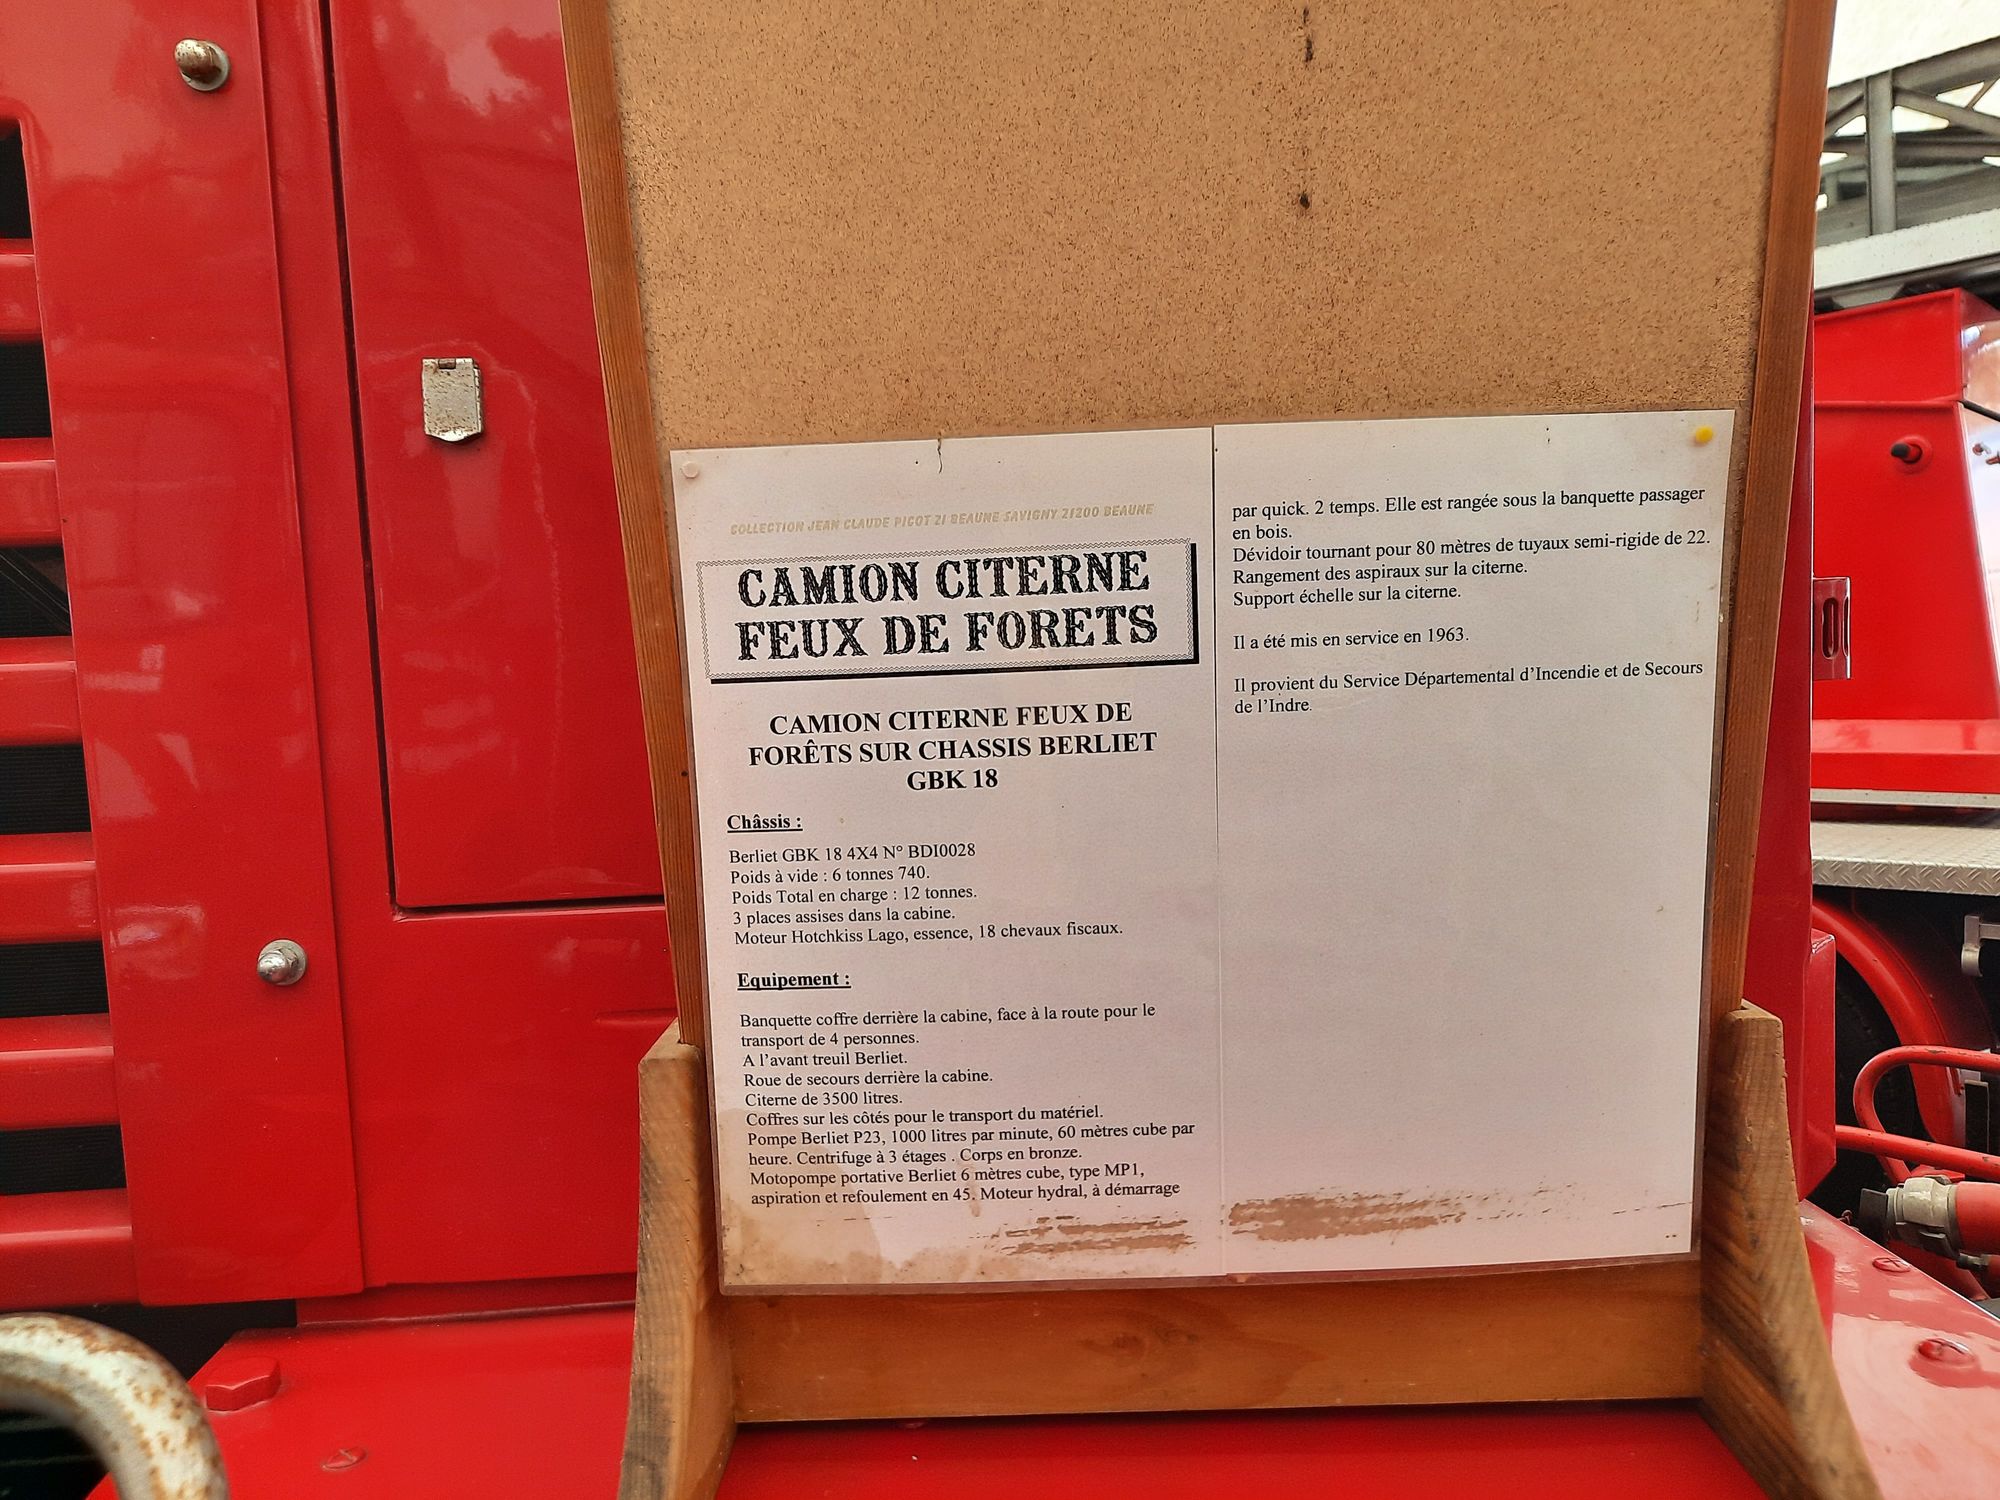 COLLECTION JEAN CLAUDE PICOT 21 BEAUNE SAVIGNY 21200 BEAUNE
CAMION CITERNE
FEUX DE FORETS
CAMION CITERNE FEUX DE
FORÊTS SUR CHASSIS BERLIET
GBK 18
Châssis :
Berliet GBK 18 4X4 N° BDI0028
Poids à vide : 6 tonnes 740.
Poids Total en charge : 12 tonnes.
3 places assises dans la cabine.
Moteur Hotchkiss Lago, essence, 18 chevaux fiscaux.
Equipement :
Banquette coffre derrière la cabine, face à la route pour le
transport de 4 personnes.
A l’avant treuil Berliet.
Roue de secours derrière la cabine.
Citerne de 3500 litres.
Coffres sur les côtés pour le transport du matériel.
Pompe Berliet P23, 1000 litres par minute, 60 mètres cube par
heure. Centrifuge à 3 étages . Corps en bronze.
Motopompe portative Berliet 6 mètres cube, type MP1,
aspiration et refoulement en 45. Moteur hydral, à démarrage
par quick. 2 temps. Elle est rangée sous la banquette passager
en bois.
Dévidoir tournant pour 80 mètres de tuyaux semi-rigide de 22.
Rangement des aspiraux sur la citerne.
Support échelle sur la citerne.
Il a été mis en service en 1963.
Il provient du Service Départemental d’Incendie et de Secours
de l’Indre.